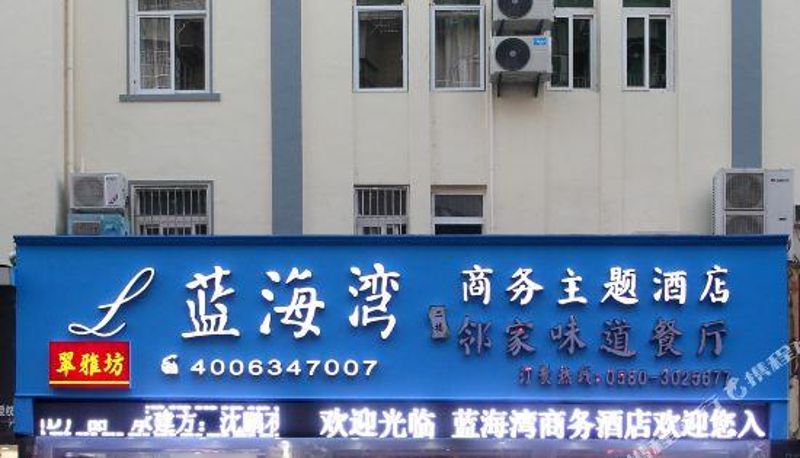 蓝海湾
商务主题酒店
二楼
邻家味道餐厅
翠雅坊
4006347007
订餐热线:0580-3025677
欢迎光临 蓝海湾商务酒店欢迎您入